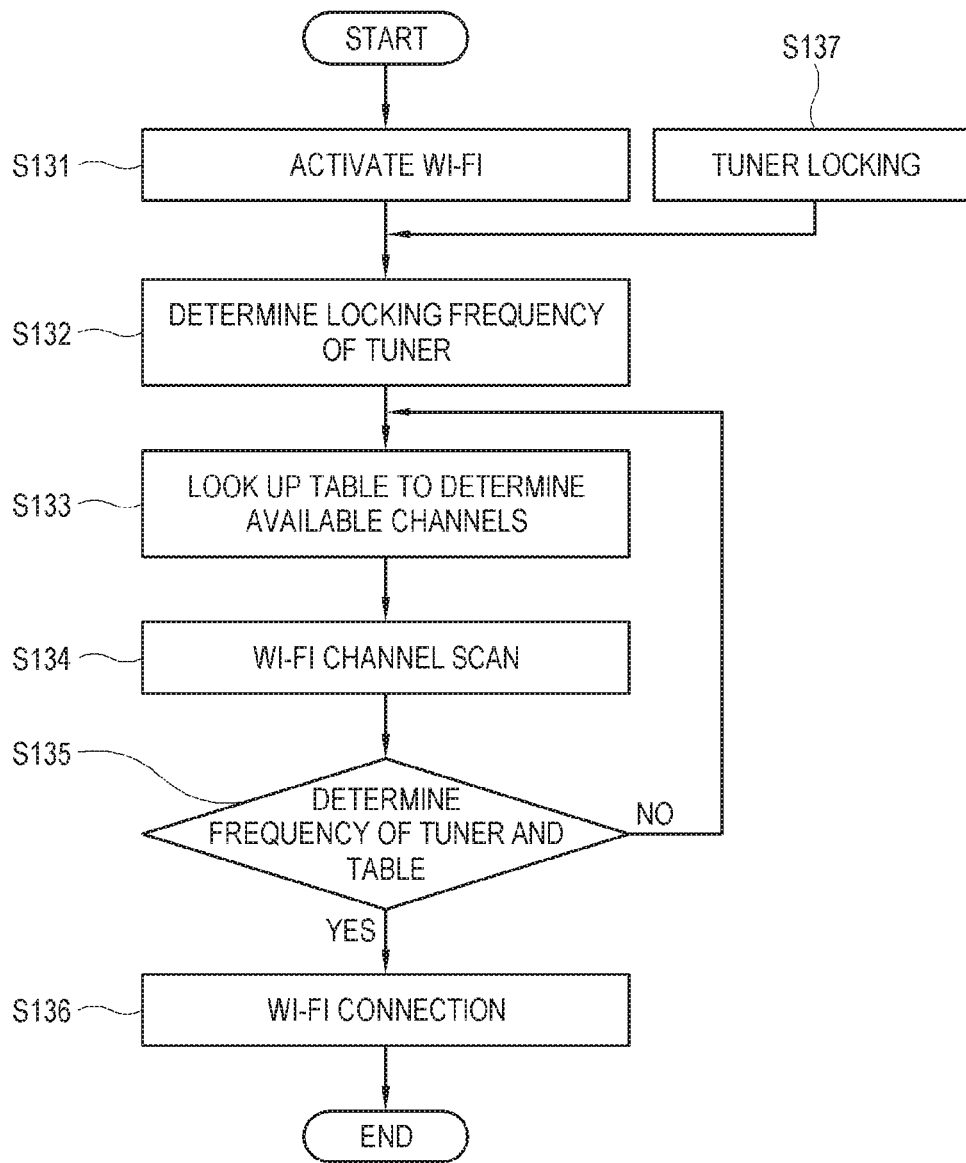 START
S137
S131
ACTIVATE WI-FI
TUNER LOCKING
S132
DETERMINE LOCKING FREQUENCY
OF TUNER
S133
LOOK UP TABLE TO DETERMINE
AVAILABLE CHANNELS
S134
WI-FI CHANNEL SCAN
S135
DETERMINE
FREQUENCY OF TUNER AND
TABLE
NO
YES
S136
WI-FI CONNECTION
END